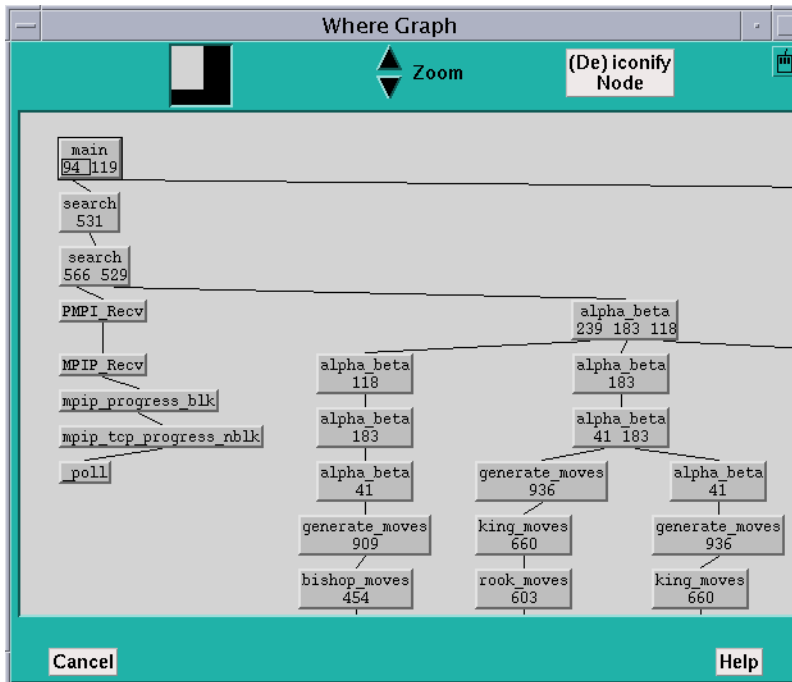 Where Graph
Zoom
(De) iconify
Node
main
94 119
search
531
search
566 529
PMPI_Recv
alpha_beta
239 183 118
MPIP_Recv
alpha_beta
118
alpha_beta
183
mpip_progress_blk
alpha_beta
183
alpha_beta
41 183
mpip_tcp_progress_nblk
_poll
alpha_beta
41
generate_moves
936
alpha_beta
41
generate_moves
909
king_moves
660
generate_moves
936
bishop_moves
454
rook_moves
603
king_moves
660
Cancel
Help